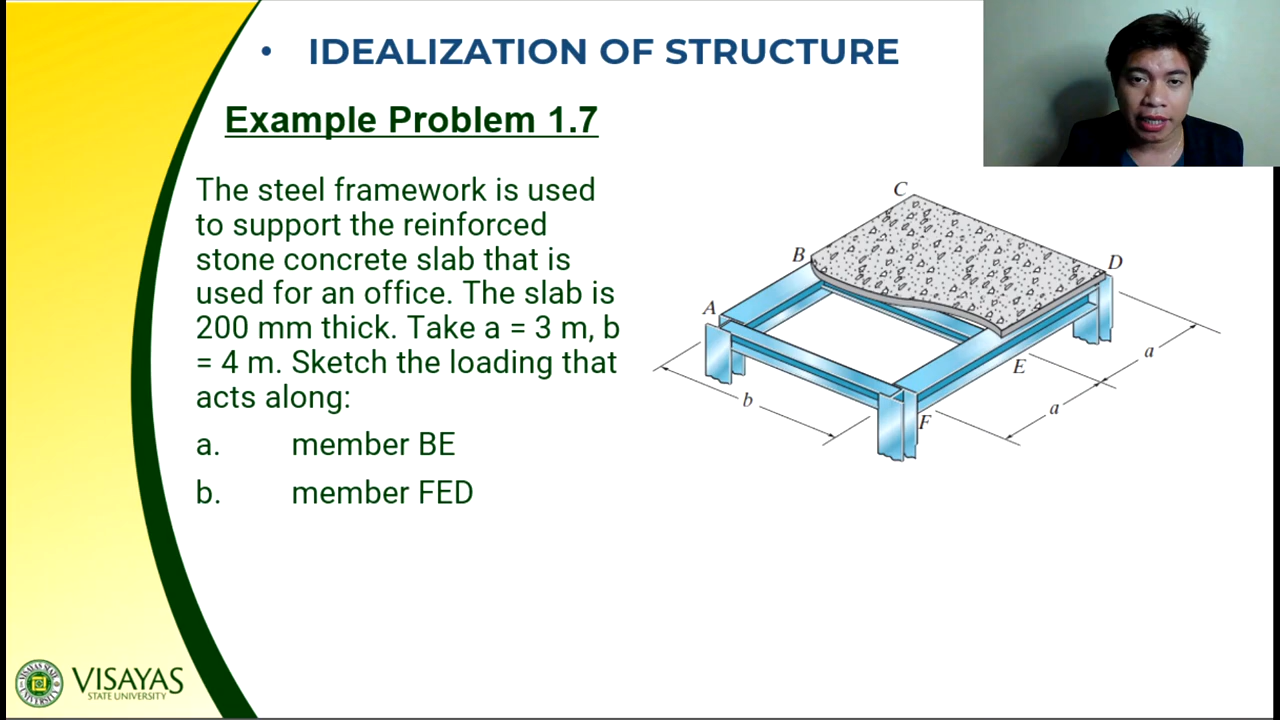 • IDEALIZATION OF STRUCTURE
Example Problem 1.7
The steel framework is used
to support the reinforced
stone concrete slab that is
used for an office. The slab is
200 mm thick. Take a = 3 m, b
= 4 m. Sketch the loading that
acts along:
a. member BE
b. member FED
C
B
D
A
E
F
b
a
a
VISAYAS
STATE UNIVERSITY